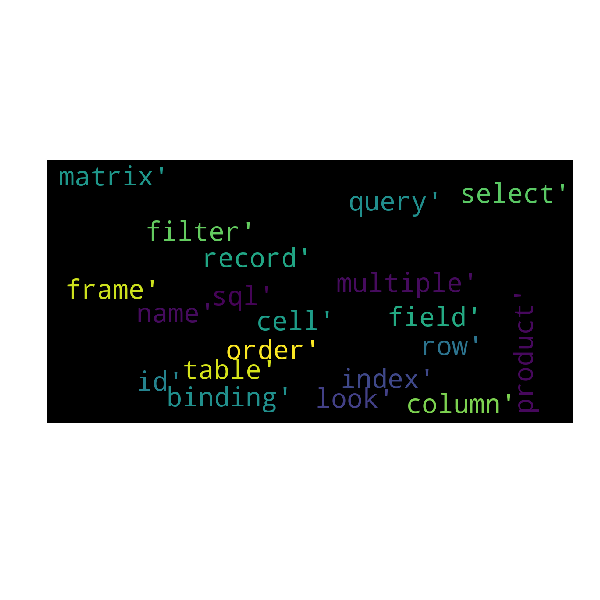 matrix'
query'
select'
filter'
record'
frame'
name'
sql'
multiple'
product'
cell'
field'
order'
row'
table'
id'
binding'
index'
look'
column'